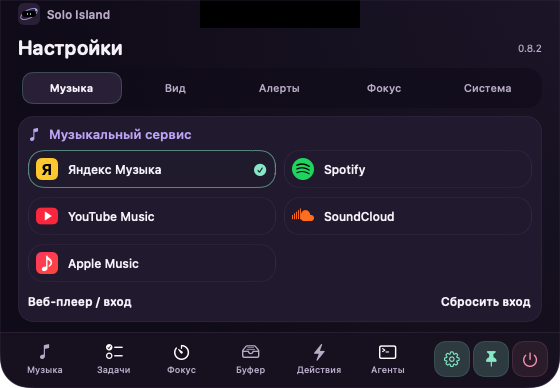 Solo Island
Настройки
0.8.2
Музыка Вид Алерты Фокус Система
Музыкальный сервис
Я Яндекс Музыка
Spotify
YouTube Music
SoundCloud
Apple Music
Веб-плеер / вход
Сбросить вход
Музыка Задачи Фокус Буфер Действия Агенты